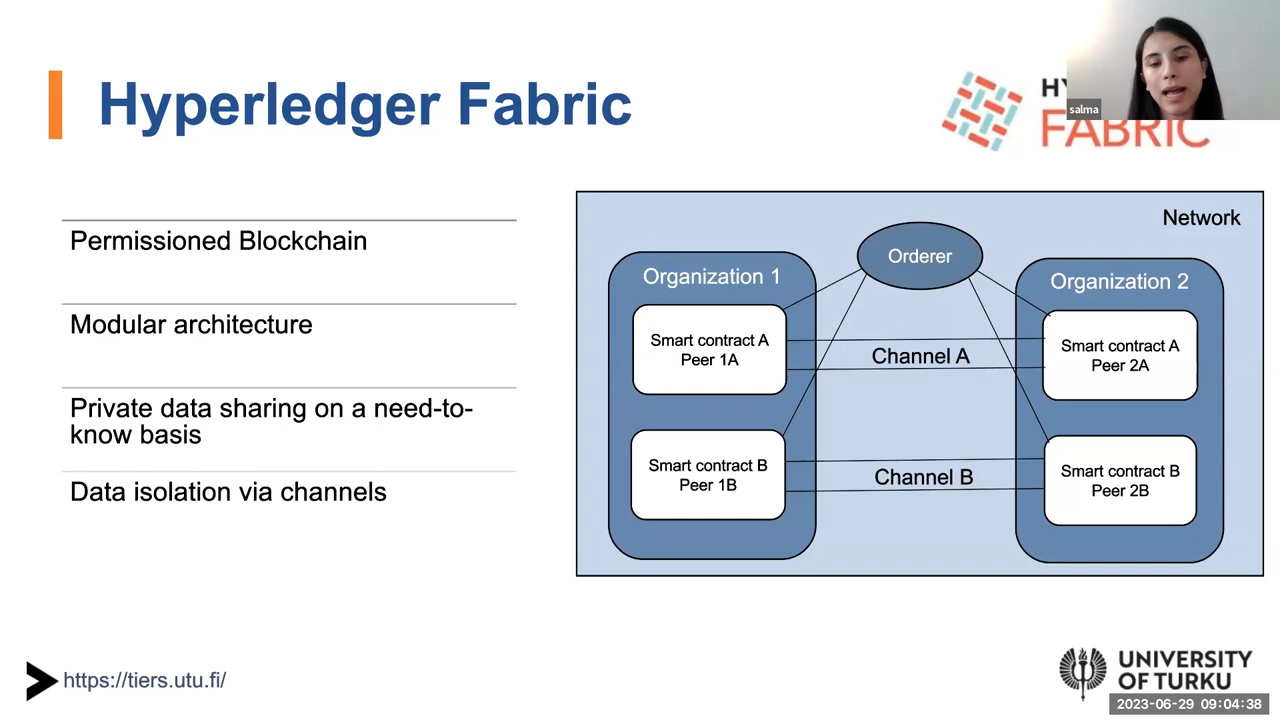 Hyperledger Fabric
salma
FABRIC
Permissioned Blockchain
Modular architecture
Private data sharing on a need-to-
know basis
Data isolation via channels
Network
Orderer
Organization 1
Organization 2
Smart contract A
Peer 1A
Channel A
Smart contract A
Peer 2A
Smart contract B
Peer 1B
Channel B
Smart contract B
Peer 2B
https://tiers.utu.fi/
UNIVERSITY
OF TURKU
2023-06-29 09:04:38